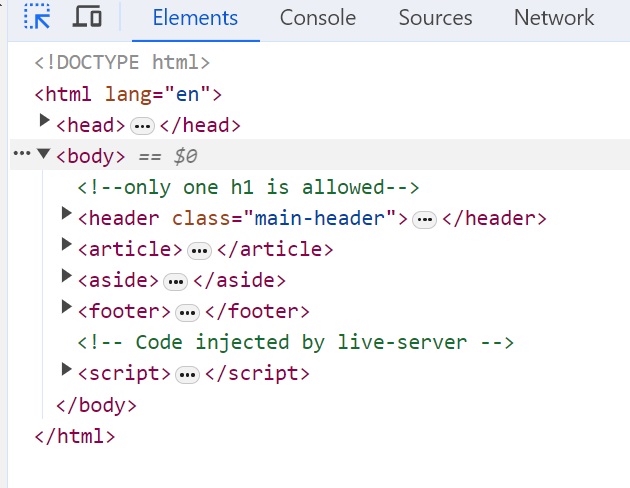 Elements Console Sources Network
<!DOCTYPE html>
<html lang="en">
<head> ••• </head>
••• <body> == $0
<!--only one h1 is allowed-->
<header class="main-header"> ••• </header>
<article> ••• </article>
<aside> ••• </aside>
<footer> ••• </footer>
<!-- Code injected by live-server -->
<script> ••• </script>
</body>
</html>